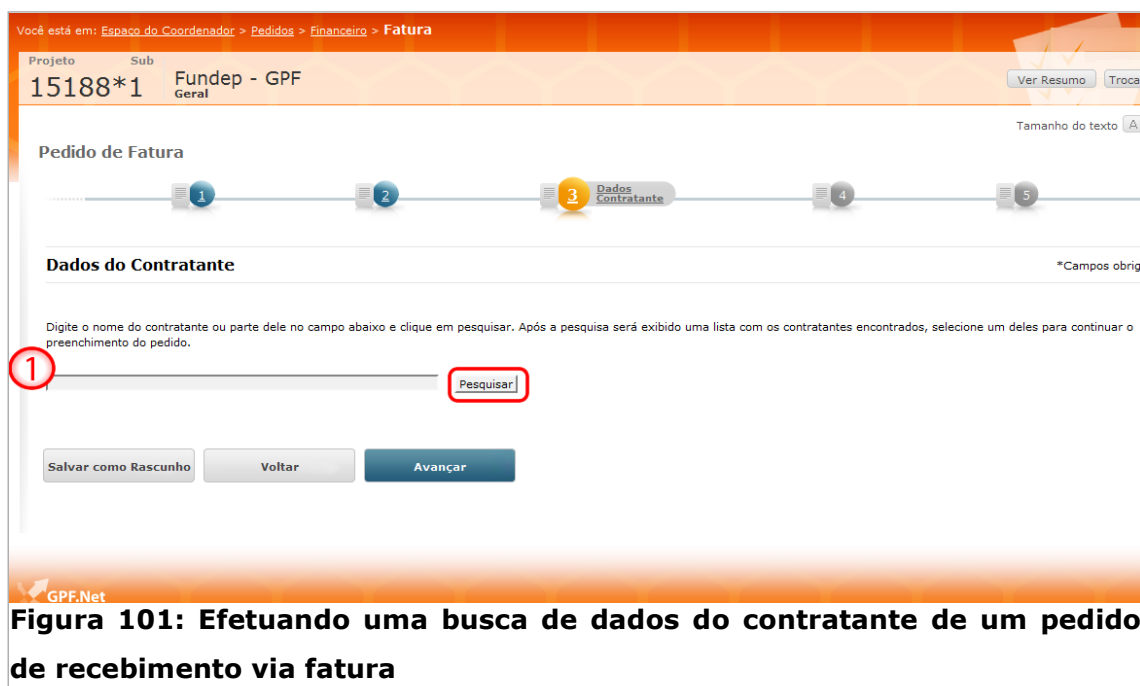 Você está em: Espaço do Coordenador > Pedidos > Financeiro > Fatura
Projeto Sub
15188*1 Fundep - GPF
Geral
Ver Resumo Troca
Tamanho do texto A
Pedido de Fatura
1 2 3 Dados Contratante 4 5
Dados do Contratante *Campos obrig
Digite o nome do contratante ou parte dele no campo abaixo e clique em pesquisar. Após a pesquisa será exibido uma lista com os contratantes encontrados, selecione um deles para continuar o
preenchimento do pedido.
1
Pesquisar
Salvar como Rascunho Voltar Avançar
GPF.Net
Figura 101: Efetuando uma busca de dados do contratante de um pedido
de recebimento via fatura